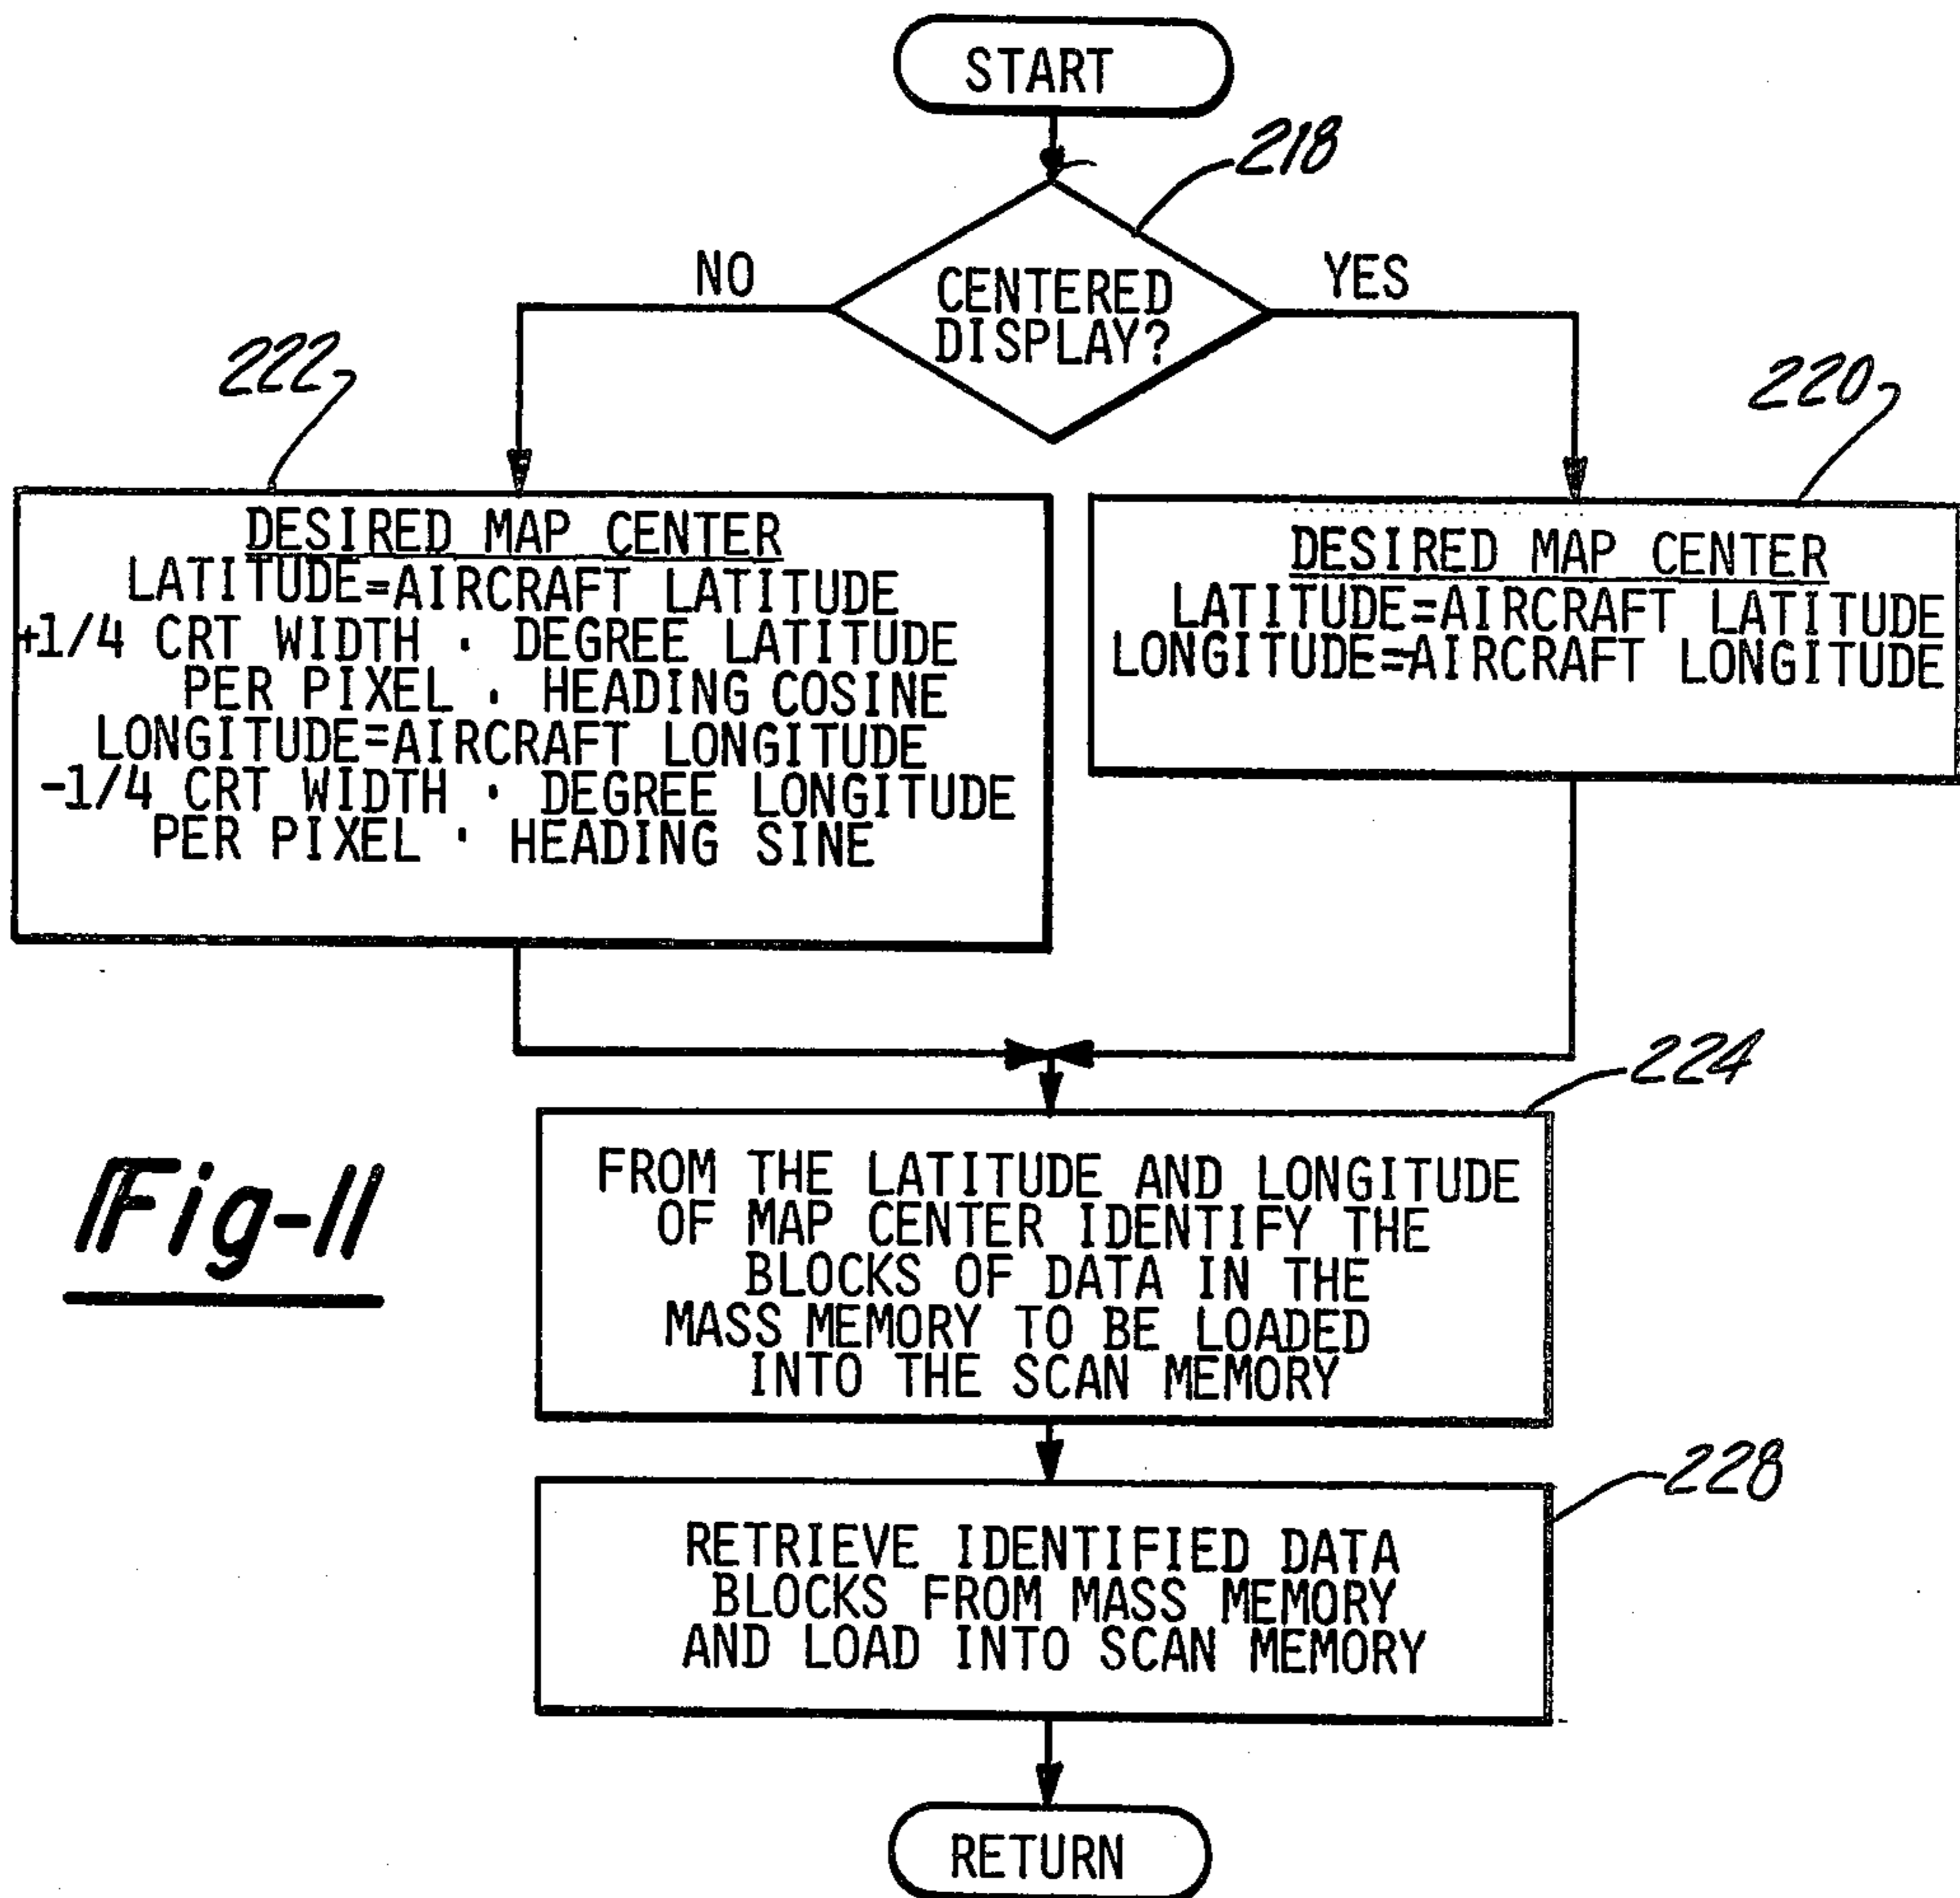 START
218
NO
CENTERED
DISPLAY?
YES
222
220
DESIRED MAP CENTER
LATITUDE=AIRCRAFT LATITUDE
+1/4 CRT WIDTH · DEGREE LATITUDE
PER PIXEL · HEADING COSINE
LONGITUDE=AIRCRAFT LONGITUDE
-1/4 CRT WIDTH · DEGREE LONGITUDE
PER PIXEL · HEADING SINE
DESIRED MAP CENTER
LATITUDE=AIRCRAFT LATITUDE
LONGITUDE=AIRCRAFT LONGITUDE
224
FROM THE LATITUDE AND LONGITUDE
OF MAP CENTER IDENTIFY THE
BLOCKS OF DATA IN THE
MASS MEMORY TO BE LOADED
INTO THE SCAN MEMORY
Fig-11
228
RETRIEVE IDENTIFIED DATA
BLOCKS FROM MASS MEMORY
AND LOAD INTO SCAN MEMORY
RETURN